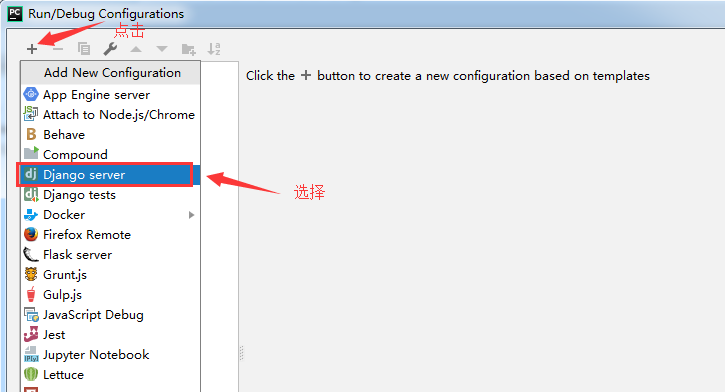 PC Run/Debug Configurations
点击
Add New Configuration
Click the + button to create a new configuration based on templates
App Engine server
Attach to Node.js/Chrome
Behave
Compound
Django server
选择
Django tests
Docker
Firefox Remote
Flask server
Grunt.js
Gulp.js
JavaScript Debug
Jest
Jupyter Notebook
Lettuce